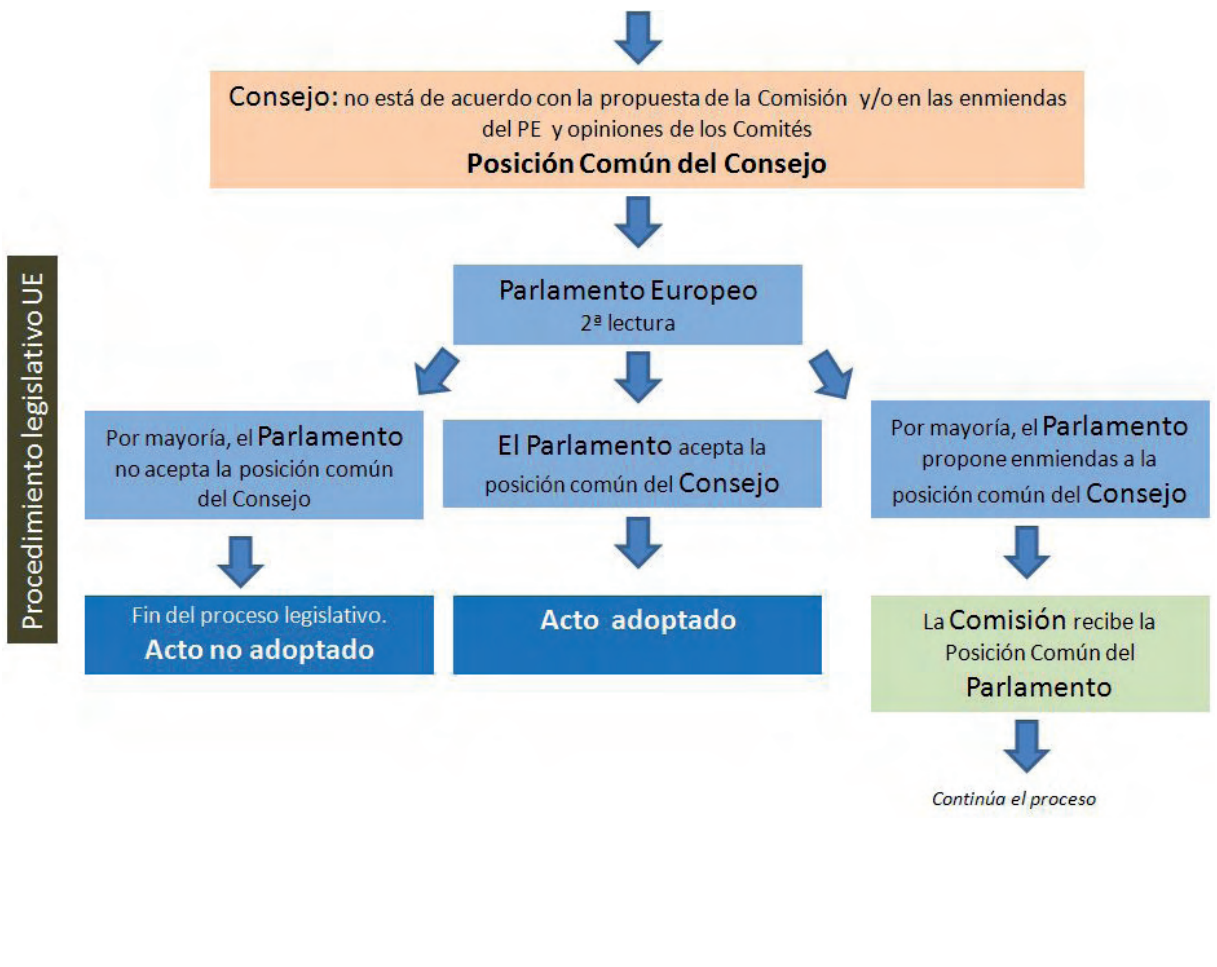 Consejo: no está de acuerdo con la propuesta de la Comisión y/o en las enmiendas
del PE y opiniones de los Comités
Posición Común del Consejo
Procedimiento legislativo UE
Parlamento Europeo
2ª lectura
Por mayoría, el Parlamento
no acepta la posición común
del Consejo
El Parlamento acepta la
posición común del Consejo
Por mayoría, el Parlamento
propone enmiendas a la
posición común del Consejo
Fin del proceso legislativo.
Acto no adoptado
Acto adoptado
La Comisión recibe la
Posición Común del
Parlamento
Continúa el proceso